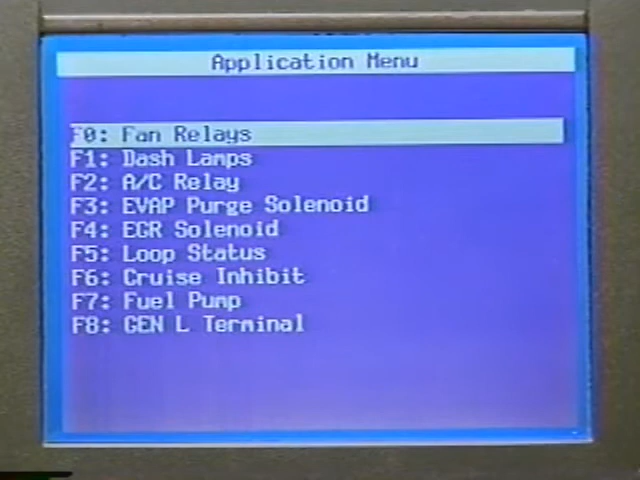 Application Menu
F0: Fan Relays
F1: Dash Lamps
F2: A/C Relay
F3: EVAP Purge Solenoid
F4: EGR Solenoid
F5: Loop Status
F6: Cruise Inhibit
F7: Fuel Pump
F8: GEN L Terminal